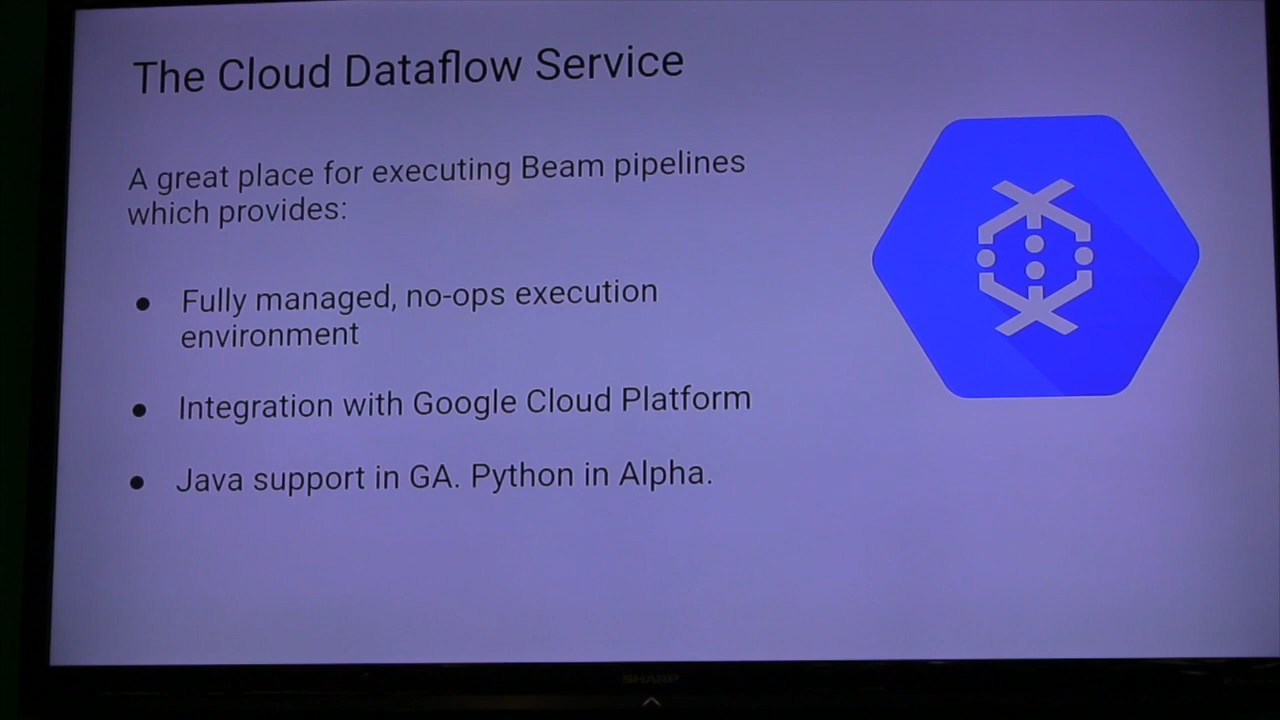 The Cloud Dataflow Service
A great place for executing Beam pipelines
which provides:
● Fully managed, no-ops execution
environment
● Integration with Google Cloud Platform
● Java support in GA. Python in Alpha.
SHARP